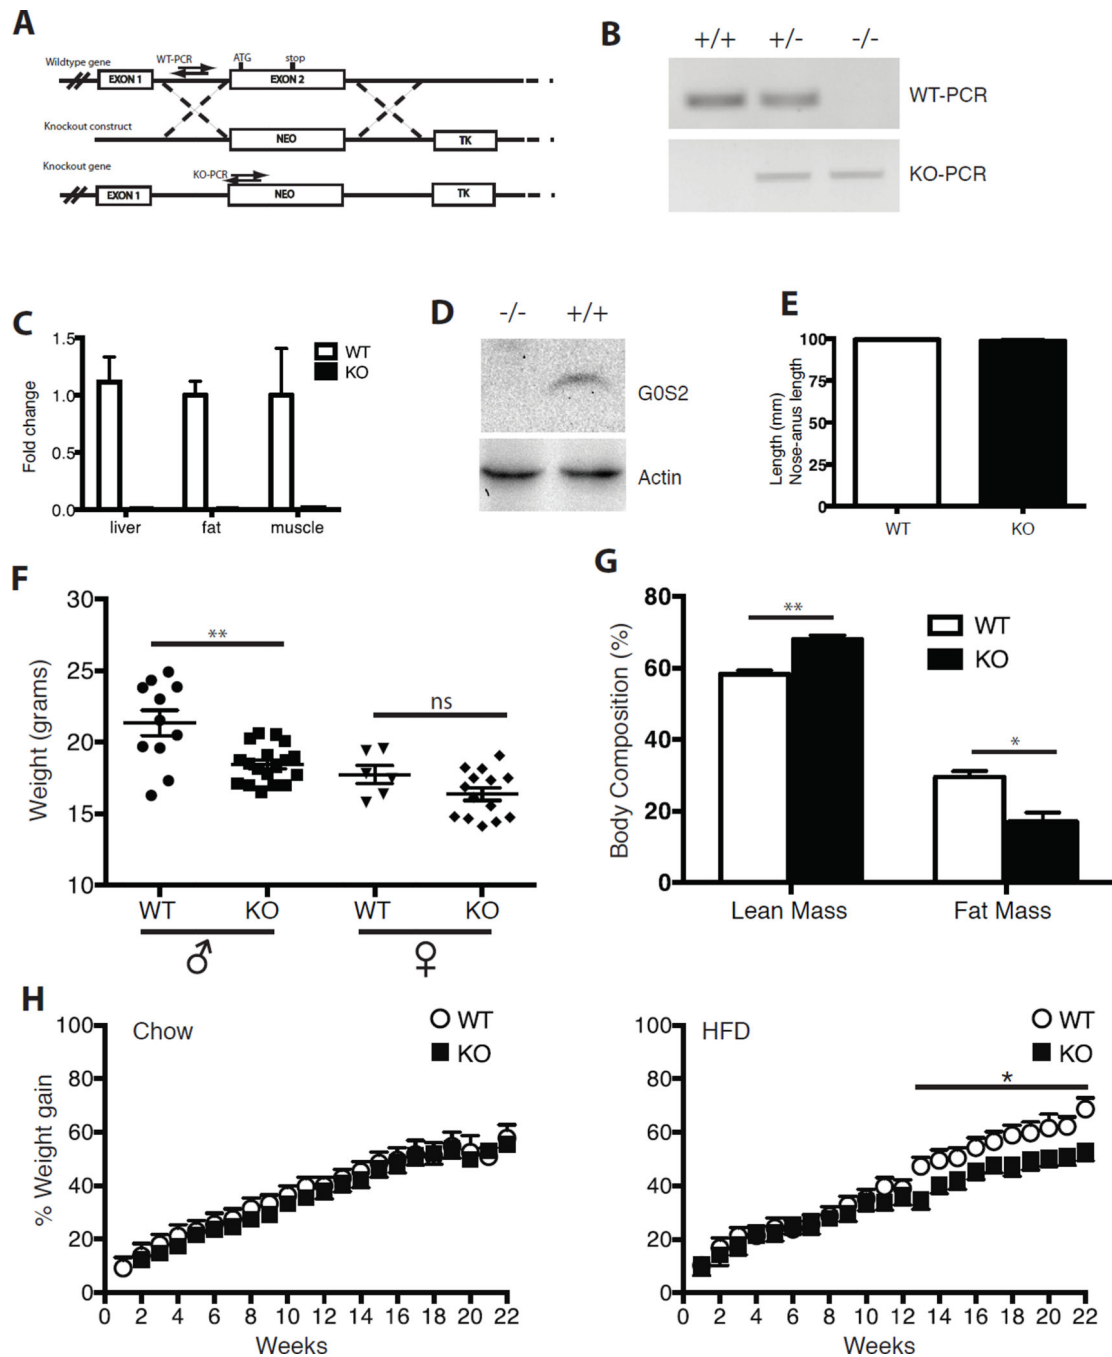 A
Wildtype gene
WT-PCR
ATG
stop
EXON 1
EXON 2
Knockout construct
NEO
TK
Knockout gene
KO-PCR
EXON 1
NEO
TK
B
+/+ +/- -/-
WT-PCR
KO-PCR
C
WT
KO
Fold change
1.5
1.0
0.5
0.0
liver fat muscle
D
-/- +/+
G0S2
Actin
E
Length (mm)
Nose-anus length
100
75
50
25
0
WT KO
F
Weight (grams)
30
25
20
15
10
**
ns
WT KO WT KO
♂ ♀
G
Body Composition (%)
80
60
40
20
0
**
*
WT
KO
Lean Mass Fat Mass
H
Chow
WT
KO
% Weight gain
100
80
60
40
20
0
0 2 4 6 8 10 12 14 16 18 20 22
Weeks
HFD
WT
KO
*
100
80
60
40
20
0
0 2 4 6 8 10 12 14 16 18 20 22
Weeks